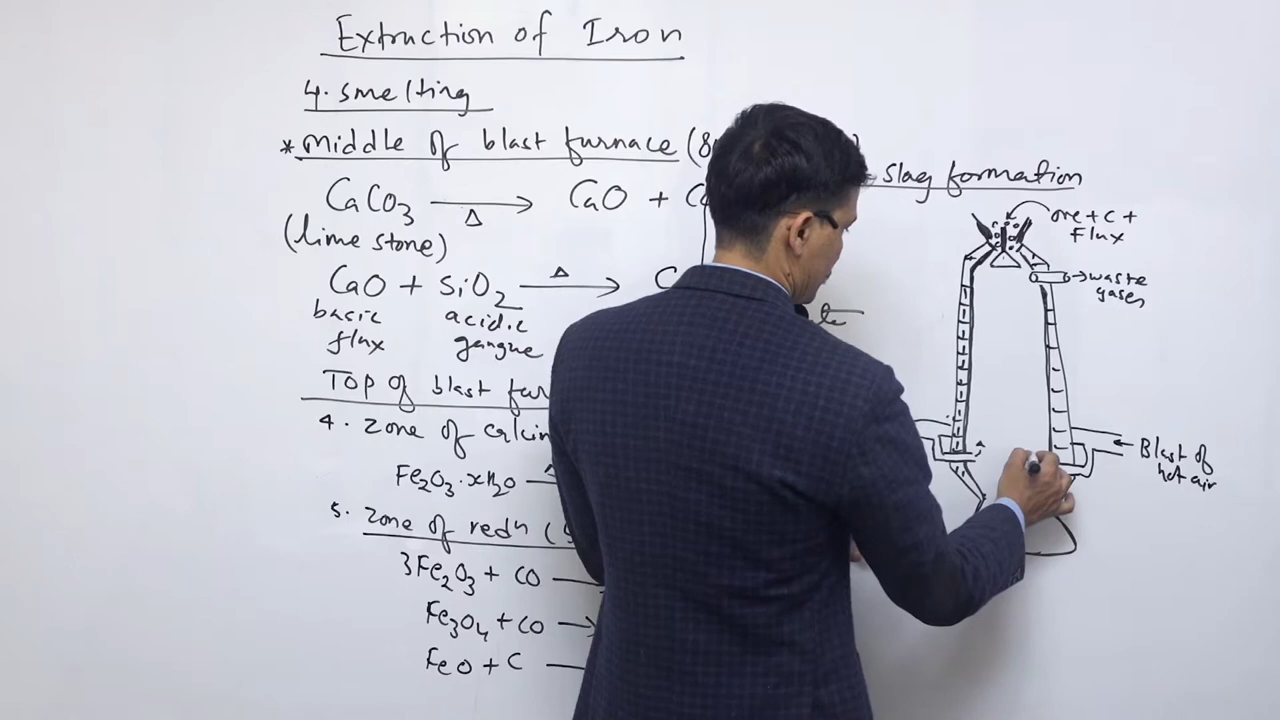 Extraction of Iron
4. smelting
* middle of blast furnace (8
Slag formation
CaCO3 —Δ→ CaO + C
(lime stone)
CaO + SiO2 —Δ→ C
basic acidic
flux gangue
Top of blast fur
4. Zone of calcin
Fe2O3.xH2O
5. Zone of redn (
3Fe2O3 + CO —
Fe3O4 + CO →
FeO + C —
ore + C +
Flux
→ waste
gases
← Blast of
hot air